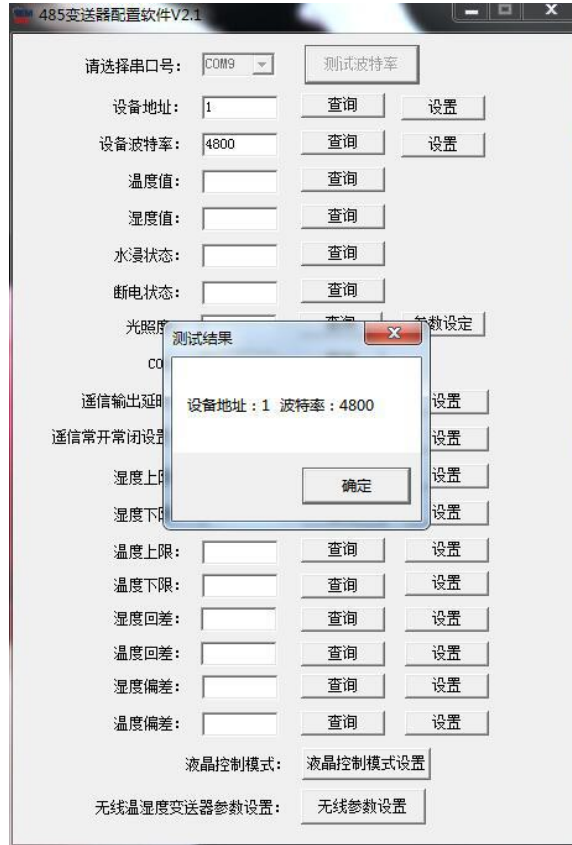 485变送器配置软件V2.1
请选择串口号: COM9 测试波特率
设备地址: 1 查询 设置
设备波特率: 4800 查询 设置
温度值: 查询
湿度值: 查询
水浸状态: 查询
断电状态: 查询
光照度 查询 参数设定
测试结果
CO
设备地址:1 波特率:4800
遥信输出延时 设置
遥信常开常闭设置 设置
湿度上限 设置
确定
湿度下限 设置
温度上限: 查询 设置
温度下限: 查询 设置
湿度回差: 查询 设置
温度回差: 查询 设置
湿度偏差: 查询 设置
温度偏差: 查询 设置
液晶控制模式: 液晶控制模式设置
无线温湿度变送器参数设置: 无线参数设置